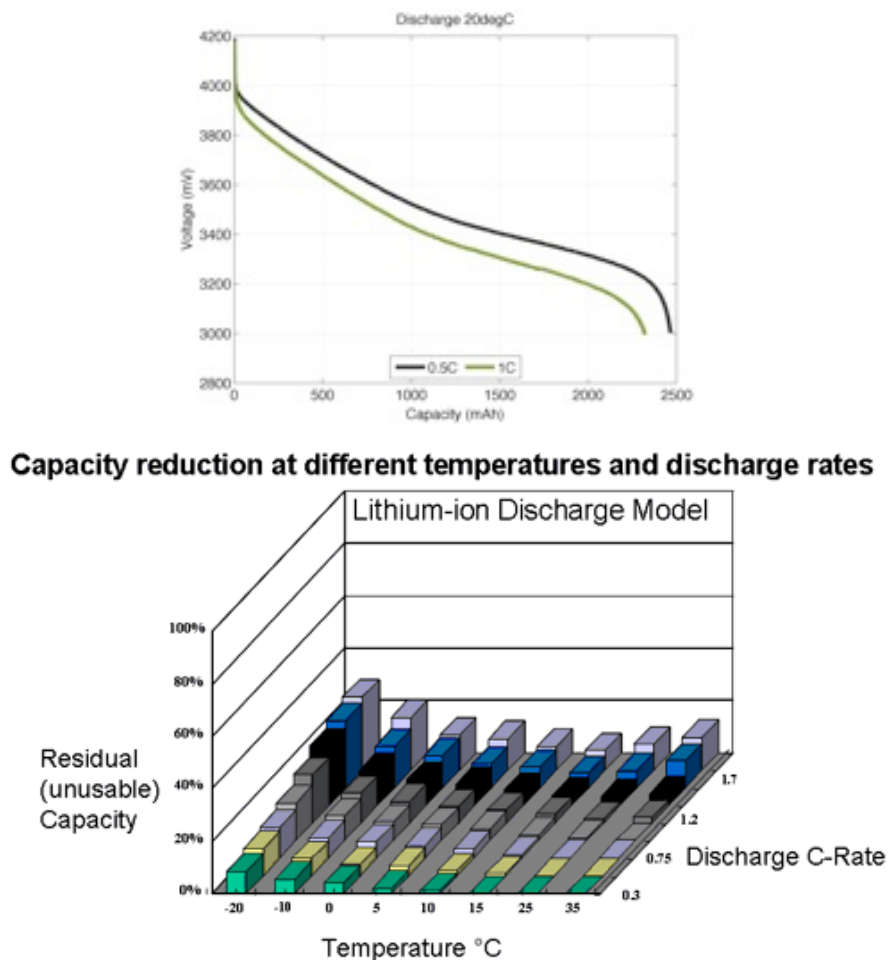 Discharge 20degC
4200
4000
3800
3600
3400
3200
3000
2800
Voltage (mV)
0.5C 1C
0 500 1000 1500 2000 2500
Capacity (mAh)
Capacity reduction at different temperatures and discharge rates
Lithium-ion Discharge Model
100%
80%
60%
40%
20%
0%
Residual
(unusable)
Capacity
1.7
1.2
0.75
0.3
Discharge C-Rate
-20 -10 0 5 10 15 25 35
Temperature °C